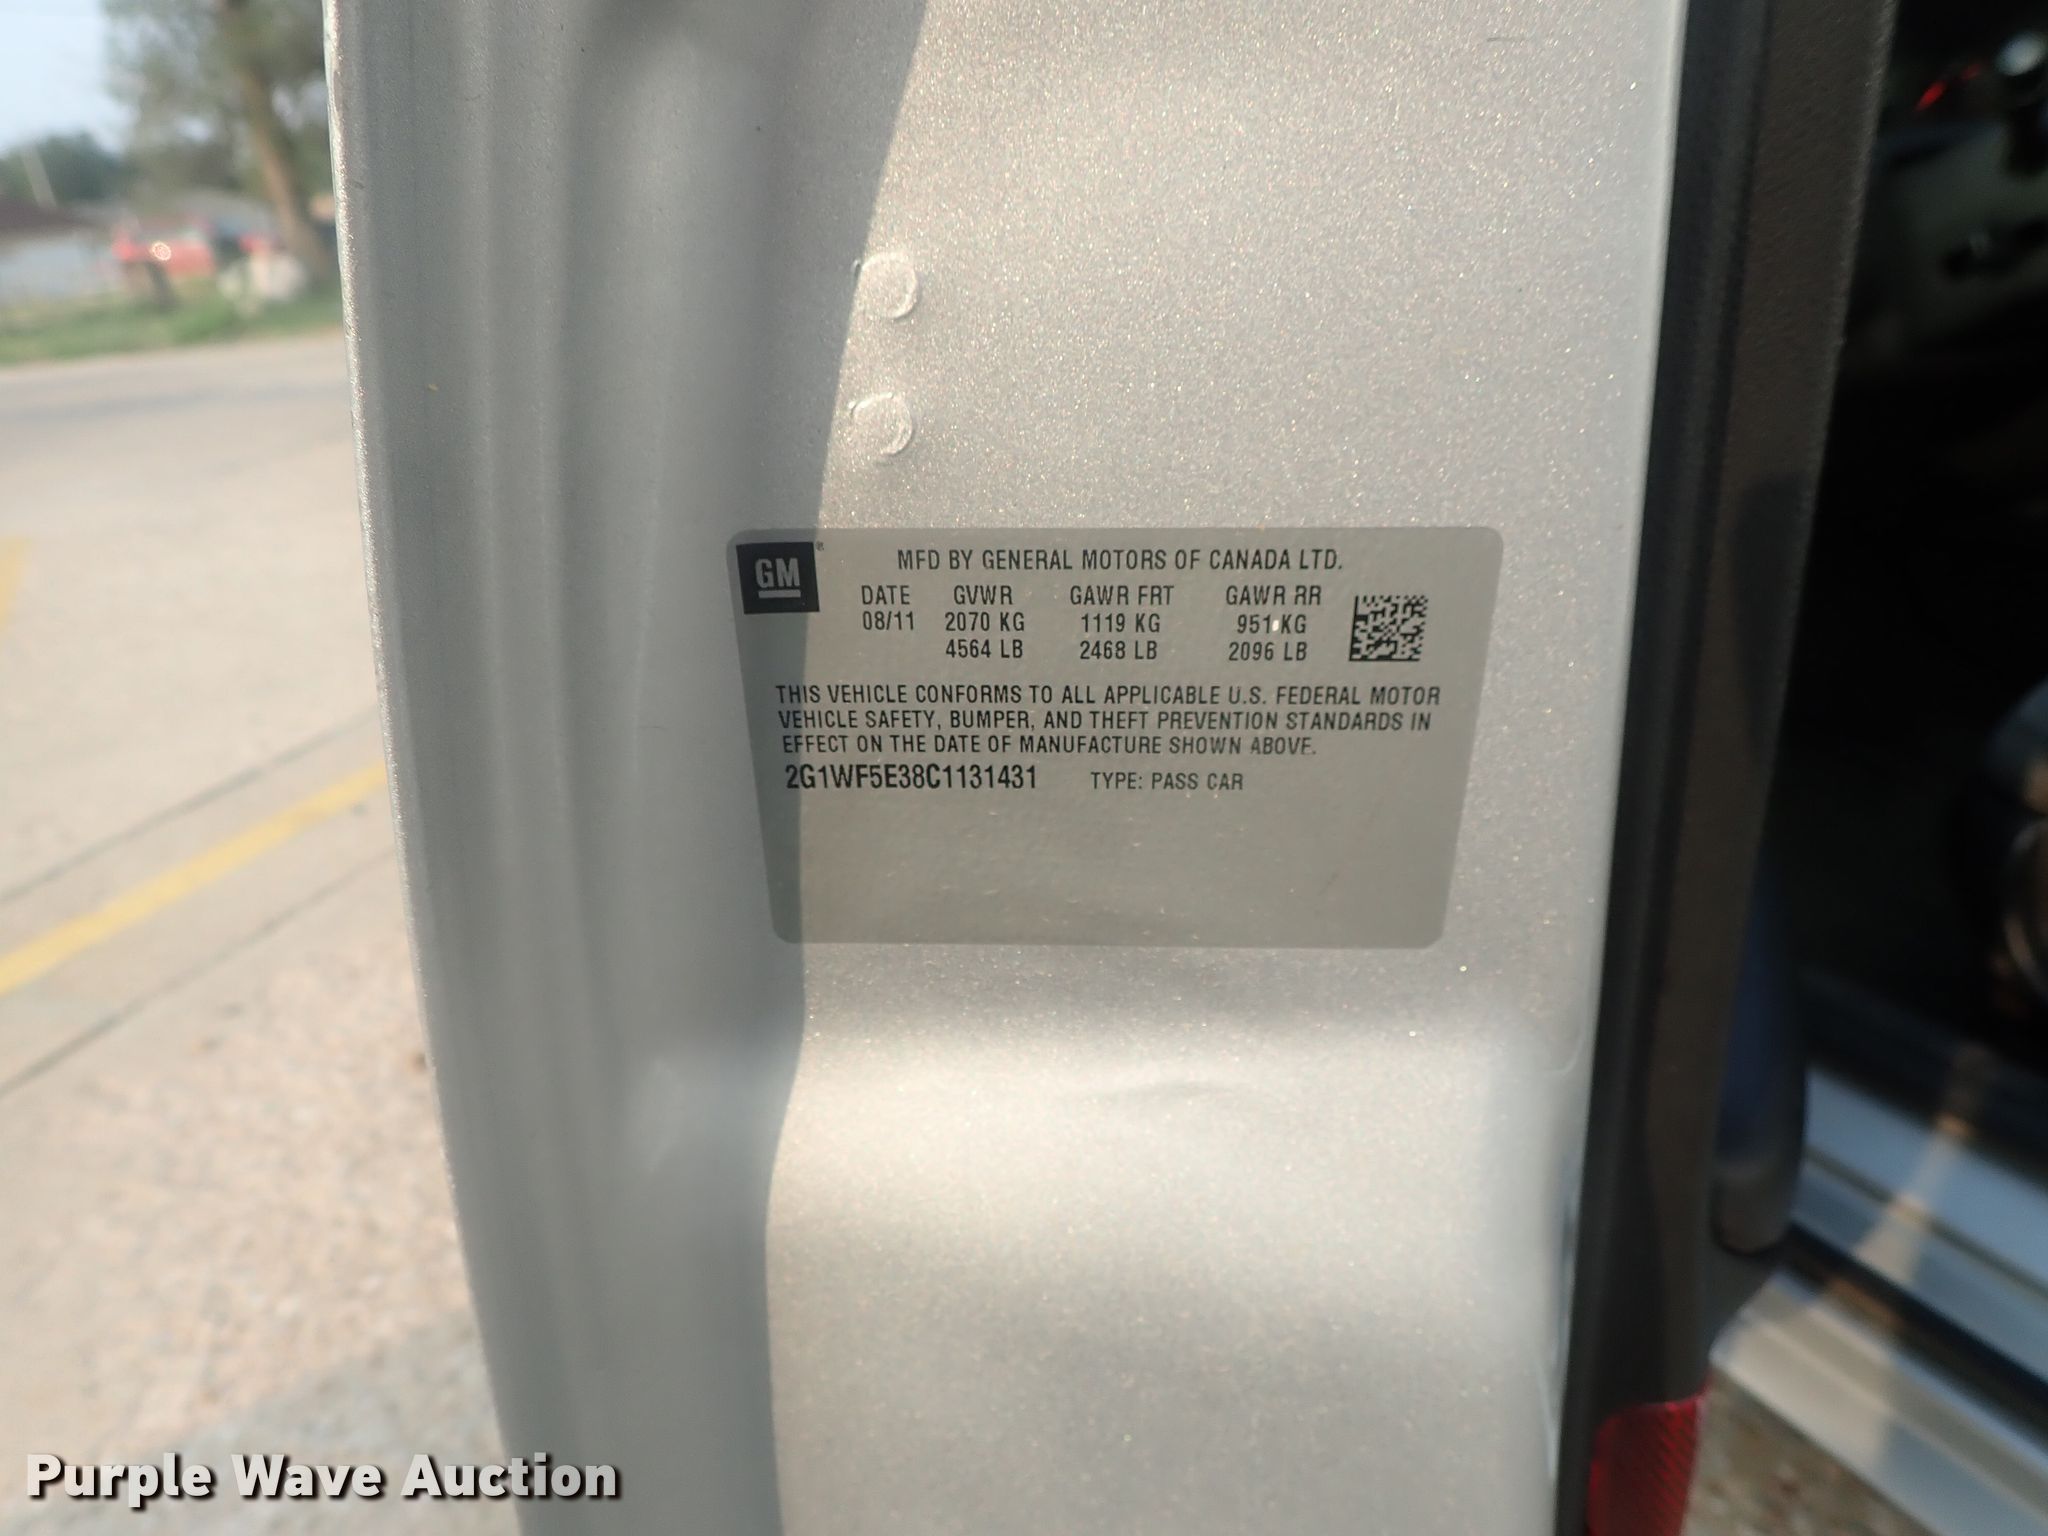 GM ®
MFD BY GENERAL MOTORS OF CANADA LTD.
DATE GVWR GAWR FRT GAWR RR
08/11 2070 KG 1119 KG 951 KG
4564 LB 2468 LB 2096 LB
THIS VEHICLE CONFORMS TO ALL APPLICABLE U.S. FEDERAL MOTOR
VEHICLE SAFETY, BUMPER, AND THEFT PREVENTION STANDARDS IN
EFFECT ON THE DATE OF MANUFACTURE SHOWN ABOVE.
2G1WF5E38C1131431 TYPE: PASS CAR
Purple Wave Auction